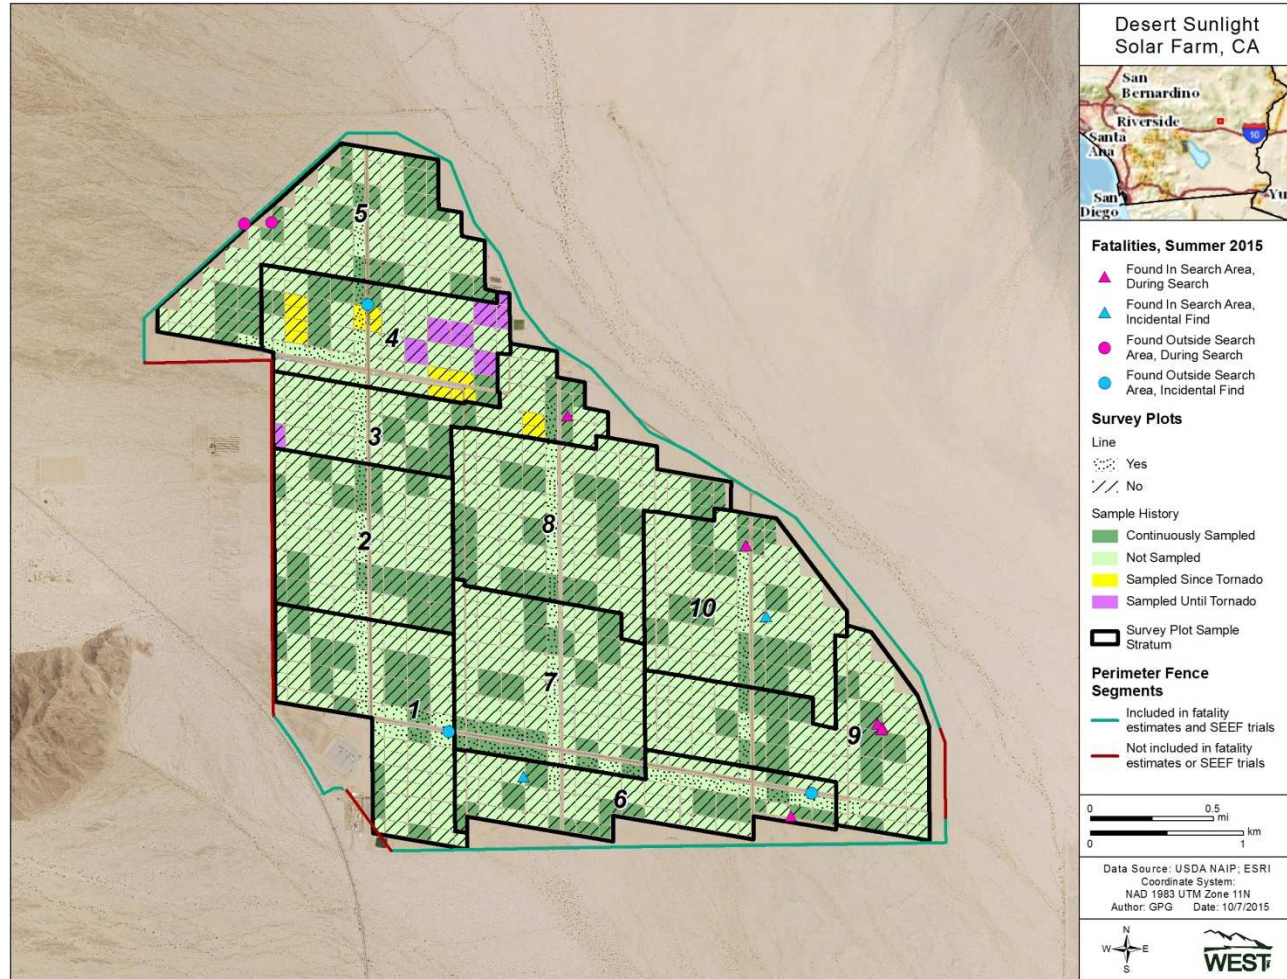 Desert Sunlight
Solar Farm, CA
San
Bernardino
Riverside
Santa
Ana
10
San
Diego
Yu
Fatalities, Summer 2015
Found In Search Area,
During Search
Found In Search Area,
Incidental Find
Found Outside Search
Area, During Search
Found Outside Search
Area, Incidental Find
Survey Plots
Line
Yes
No
Sample History
Continuously Sampled
Not Sampled
Sampled Since Tornado
Sampled Until Tornado
Survey Plot Sample
Stratum
Perimeter Fence
Segments
Included in fatality
estimates and SEEF trials
Not included in fatality
estimates or SEEF trials
0 0.5
mi
km
0 1
Data Source: USDA NAIP; ESRI
Coordinate System:
NAD 1983 UTM Zone 11N
Author: GPG Date: 10/7/2015
N
W E
S
WEST
5
4
3
8
2
10
7
1
9
6